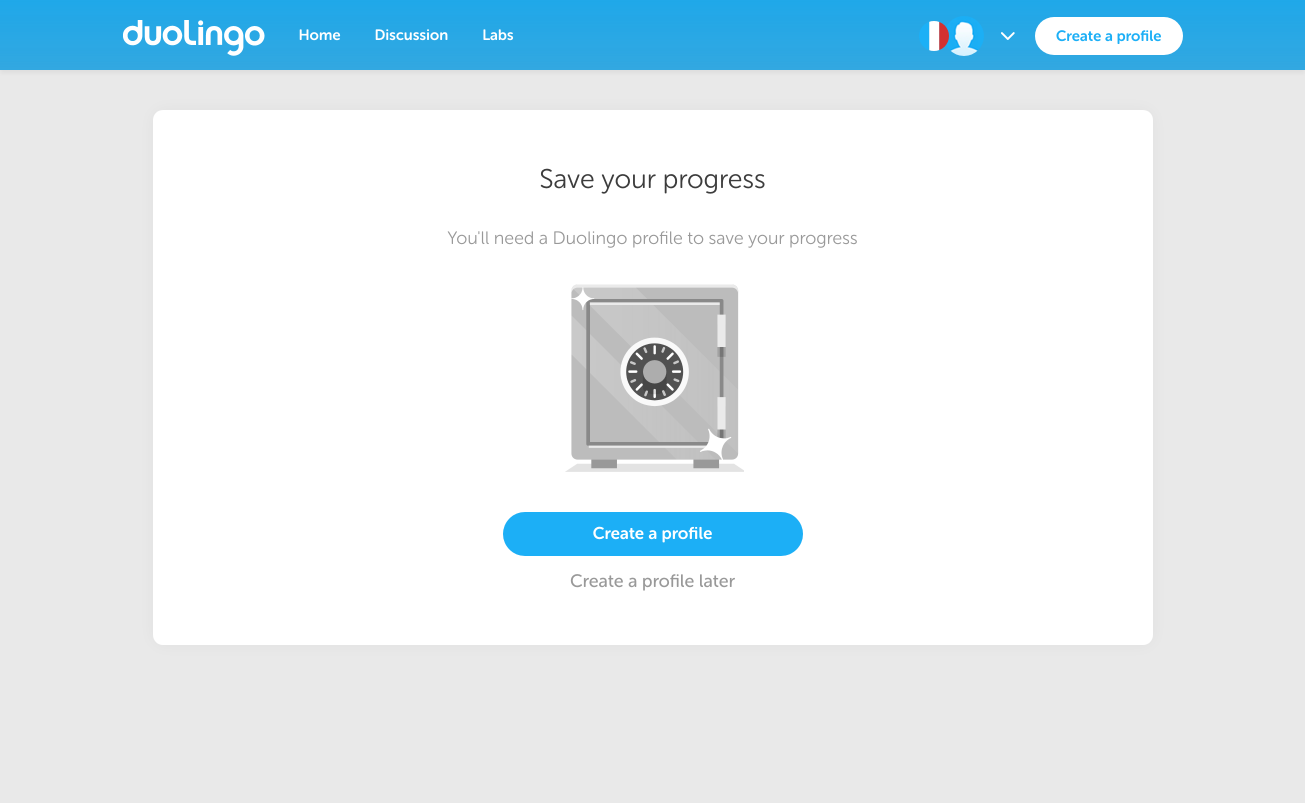 duolingo
Home
Discussion
Labs
Create a profile
Save your progress
You'll need a Duolingo profile to save your progress
Create a profile
Create a profile later